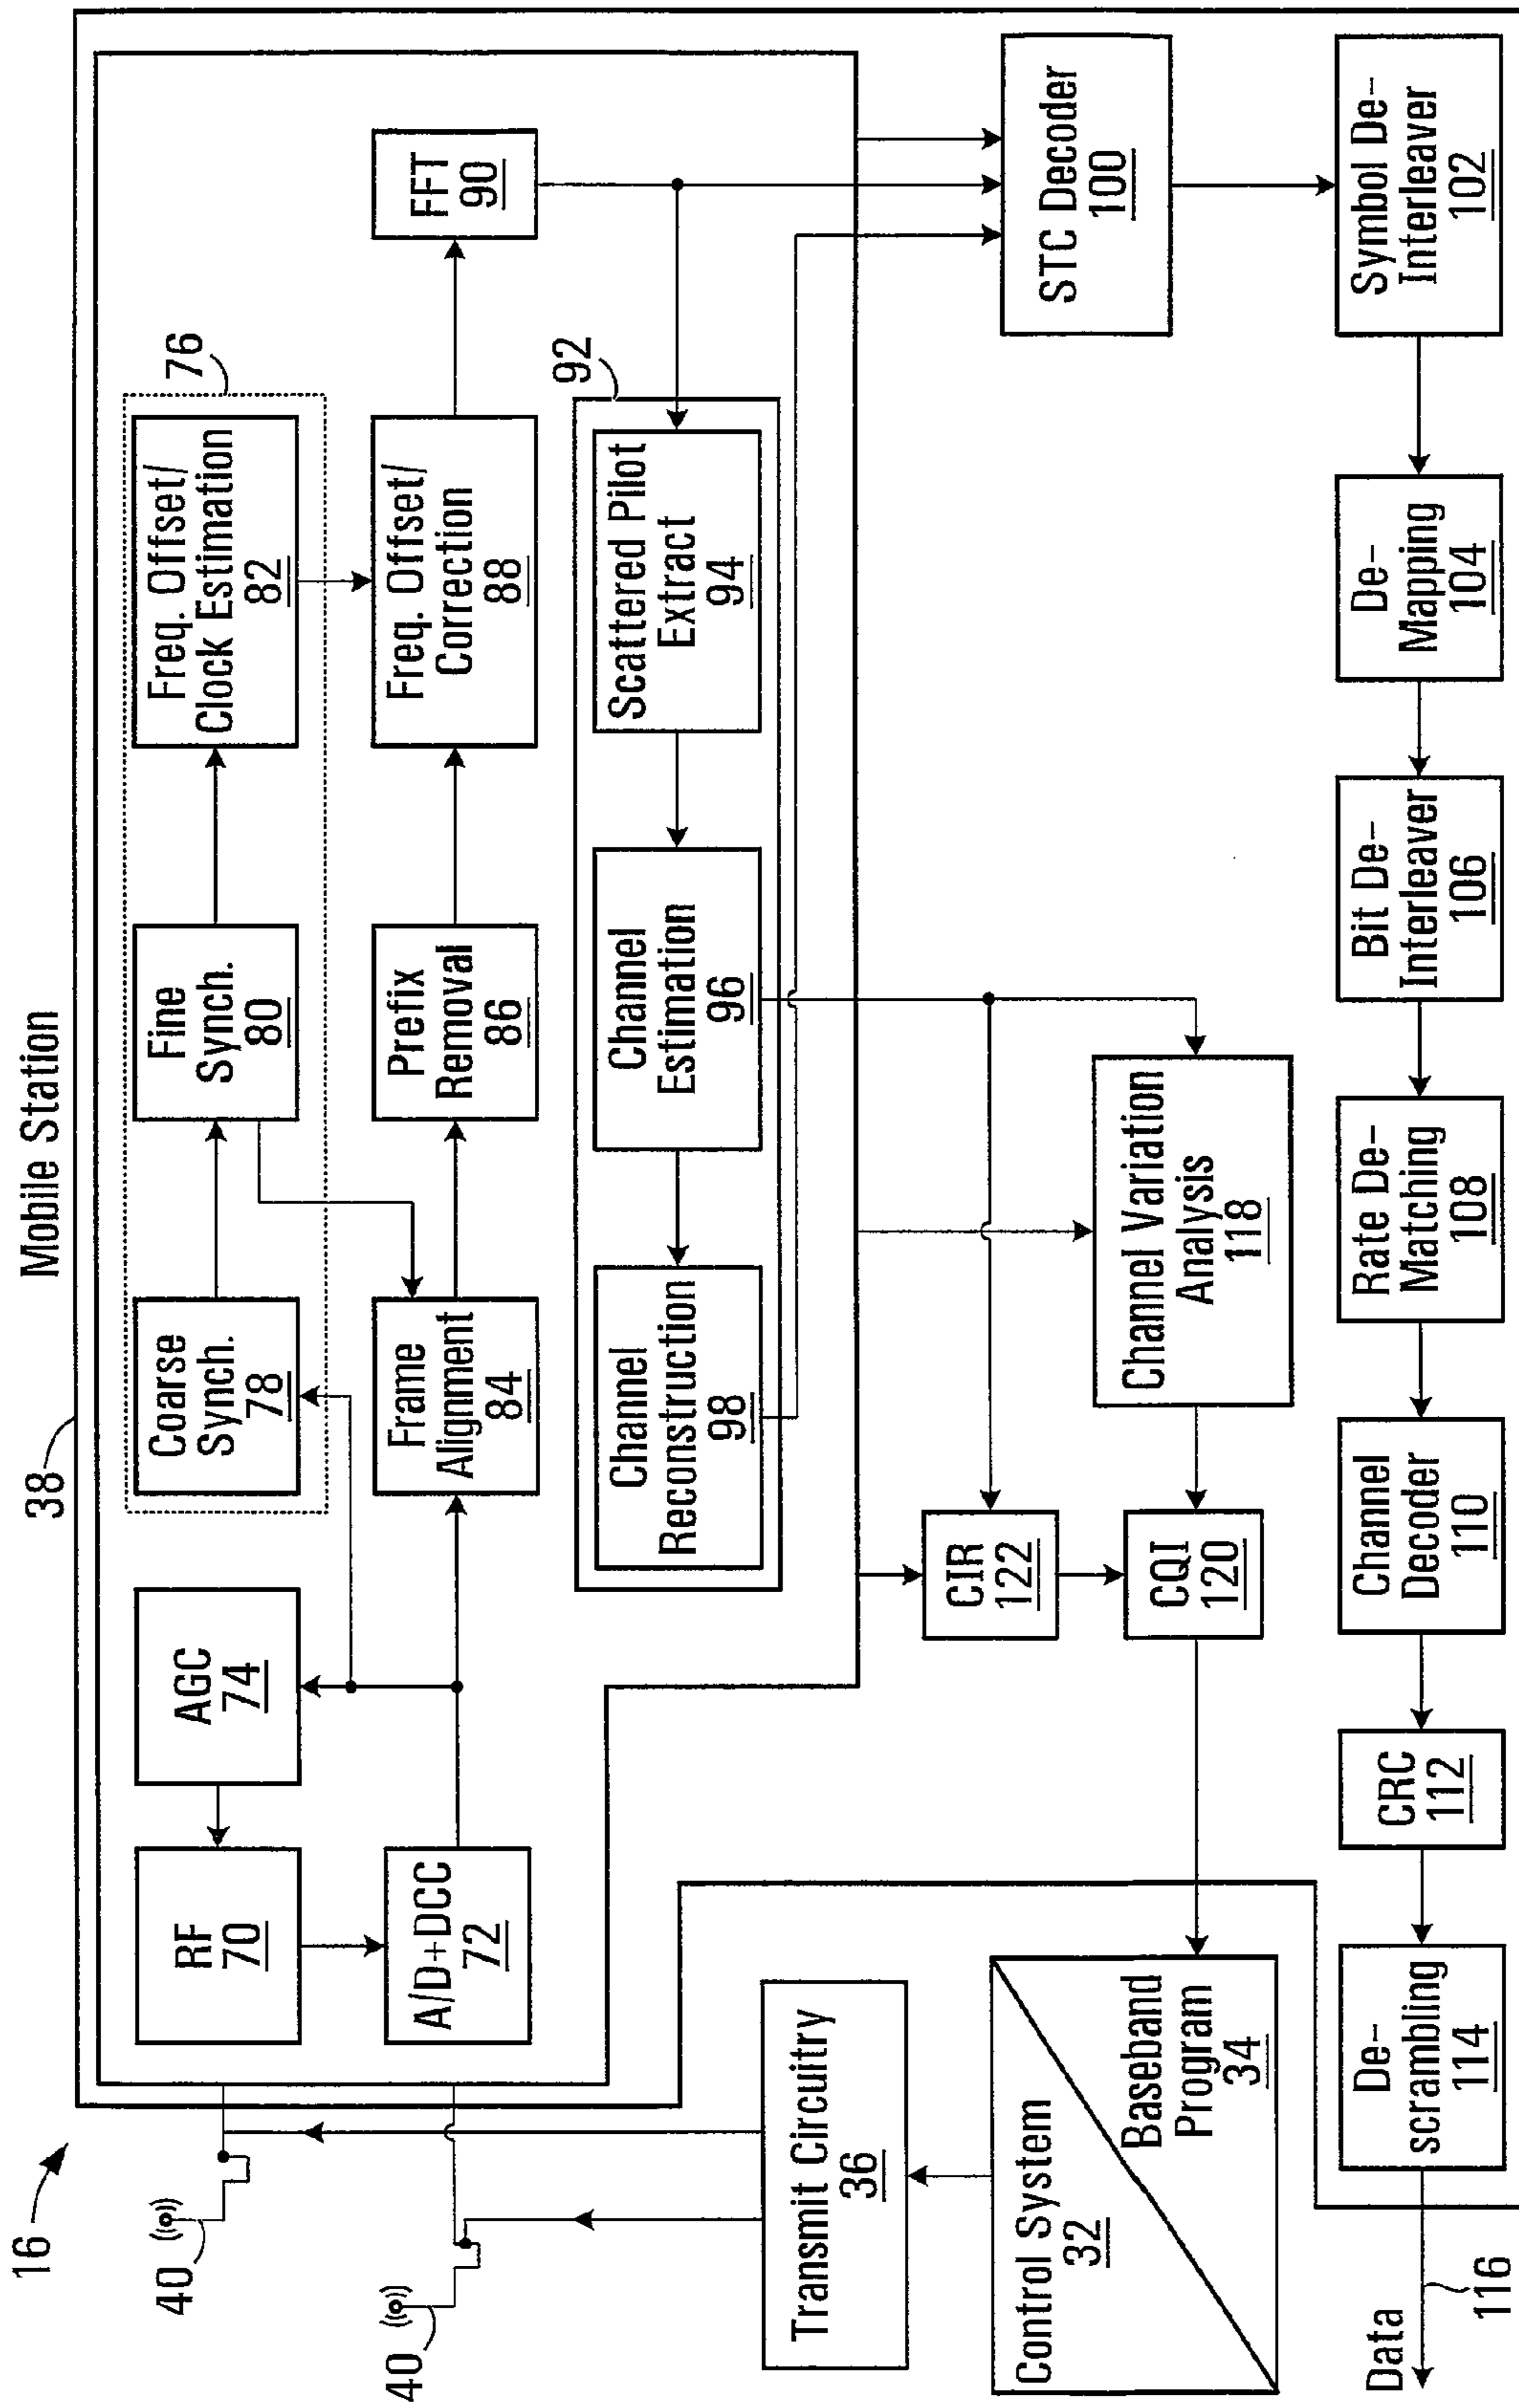 Mobile Station
16
38
40
40
RF
70
AGC
74
A/D+DCC
72
76
Coarse
Synch.
78
Fine
Synch.
80
Freq. Offset/
Clock Estimation
82
Frame
Alignment
84
Prefix
Removal
86
Freq. Offset/
Correction
88
FFT
90
92
Channel
Reconstruction
98
Channel
Estimation
96
Scattered Pilot
Extract
94
Transmit Circuitry
36
Control System
32
Baseband
Program
34
CIR
122
CQI
120
Channel Variation
Analysis
118
STC Decoder
100
Data
116
De-
scrambling
114
CRC
112
Channel
Decoder
110
Rate De-
Matching
108
Bit De-
Interleaver
106
De-
Mapping
104
Symbol De-
Interleaver
102